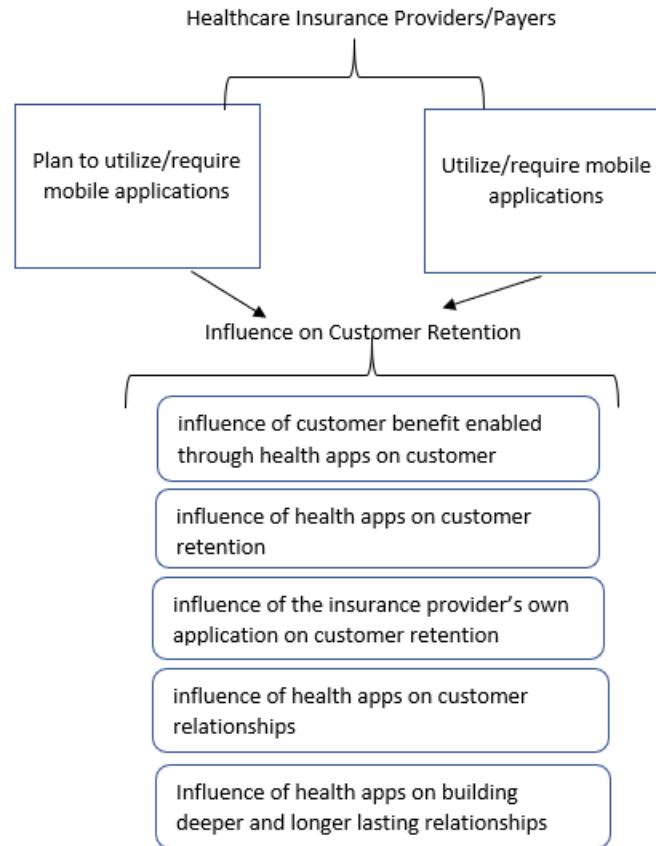 Healthcare Insurance Providers/Payers
Plan to utilize/require
mobile applications
Utilize/require mobile
applications
Influence on Customer Retention
influence of customer benefit enabled
through health apps on customer
influence of health apps on customer
retention
influence of the insurance provider’s own
application on customer retention
influence of health apps on customer
relationships
Influence of health apps on building
deeper and longer lasting relationships